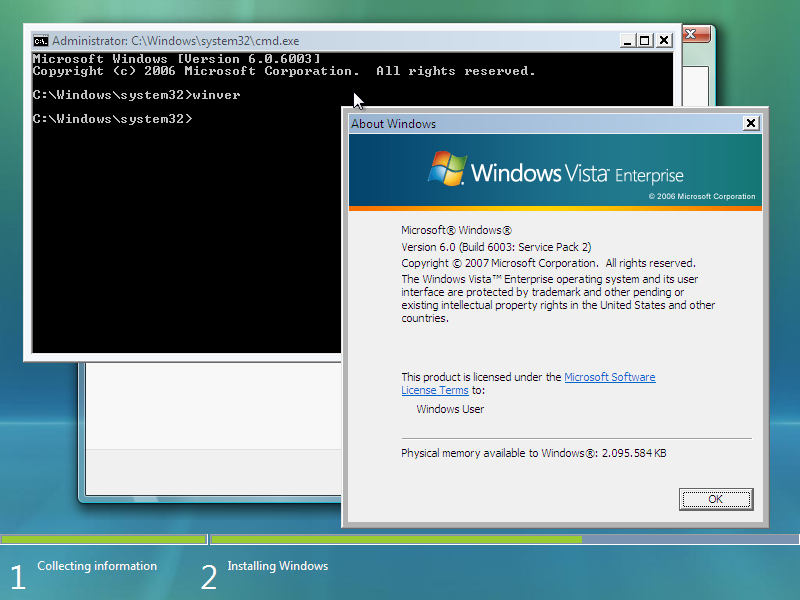 Administrator: C:\Windows\system32\cmd.exe
Microsoft Windows [Version 6.0.6003]
Copyright (c) 2006 Microsoft Corporation.  All rights reserved.
C:\Windows\system32>winver
C:\Windows\system32>
About Windows
Windows Vista™ Enterprise
© 2006 Microsoft Corporation
Microsoft® Windows®
Version 6.0 (Build 6003: Service Pack 2)
Copyright © 2007 Microsoft Corporation.  All rights reserved.
The Windows Vista™ Enterprise operating system and its user
interface are protected by trademark and other pending or
existing intellectual property rights in the United States and other
countries.
This product is licensed under the Microsoft Software
License Terms to:
Windows User
Physical memory available to Windows®: 2.095.584 KB
OK
1 Collecting information
2 Installing Windows